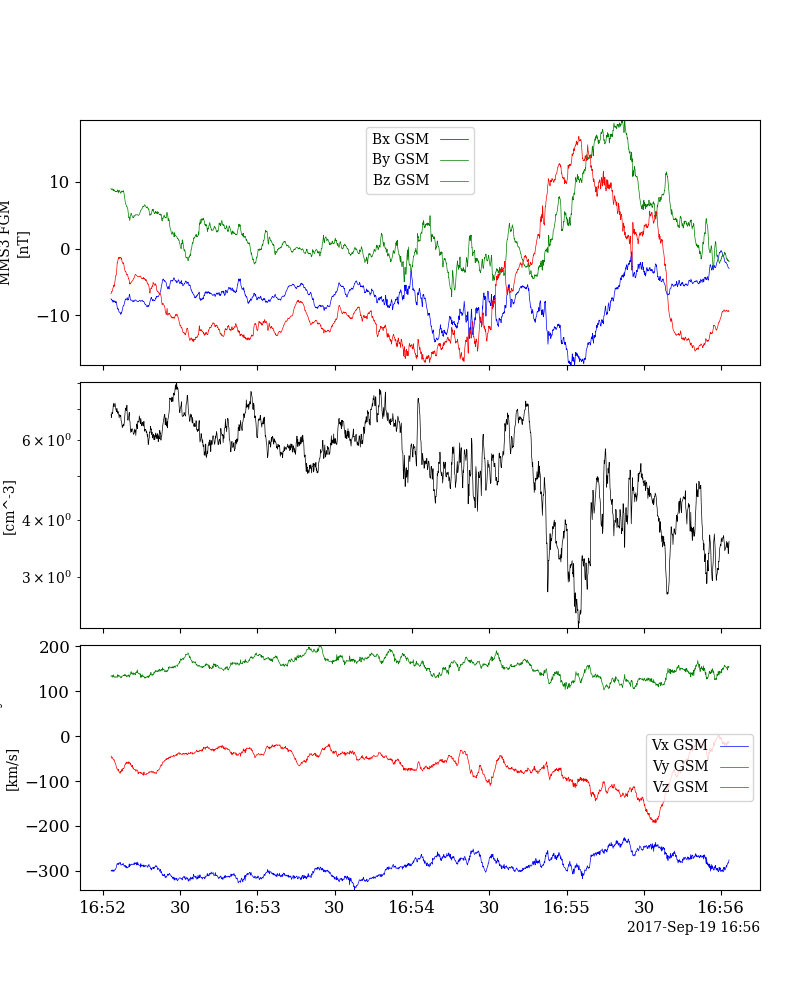 MMS3 FGM
[nT]
10
0
−10
Bx GSM
By GSM
Bz GSM
[cm^-3]
6 × 10⁰
4 × 10⁰
3 × 10⁰
[km/s]
200
100
0
−100
−200
−300
Vx GSM
Vy GSM
Vz GSM
16:52 30 16:53 30 16:54 30 16:55 30 16:56
2017-Sep-19 16:56